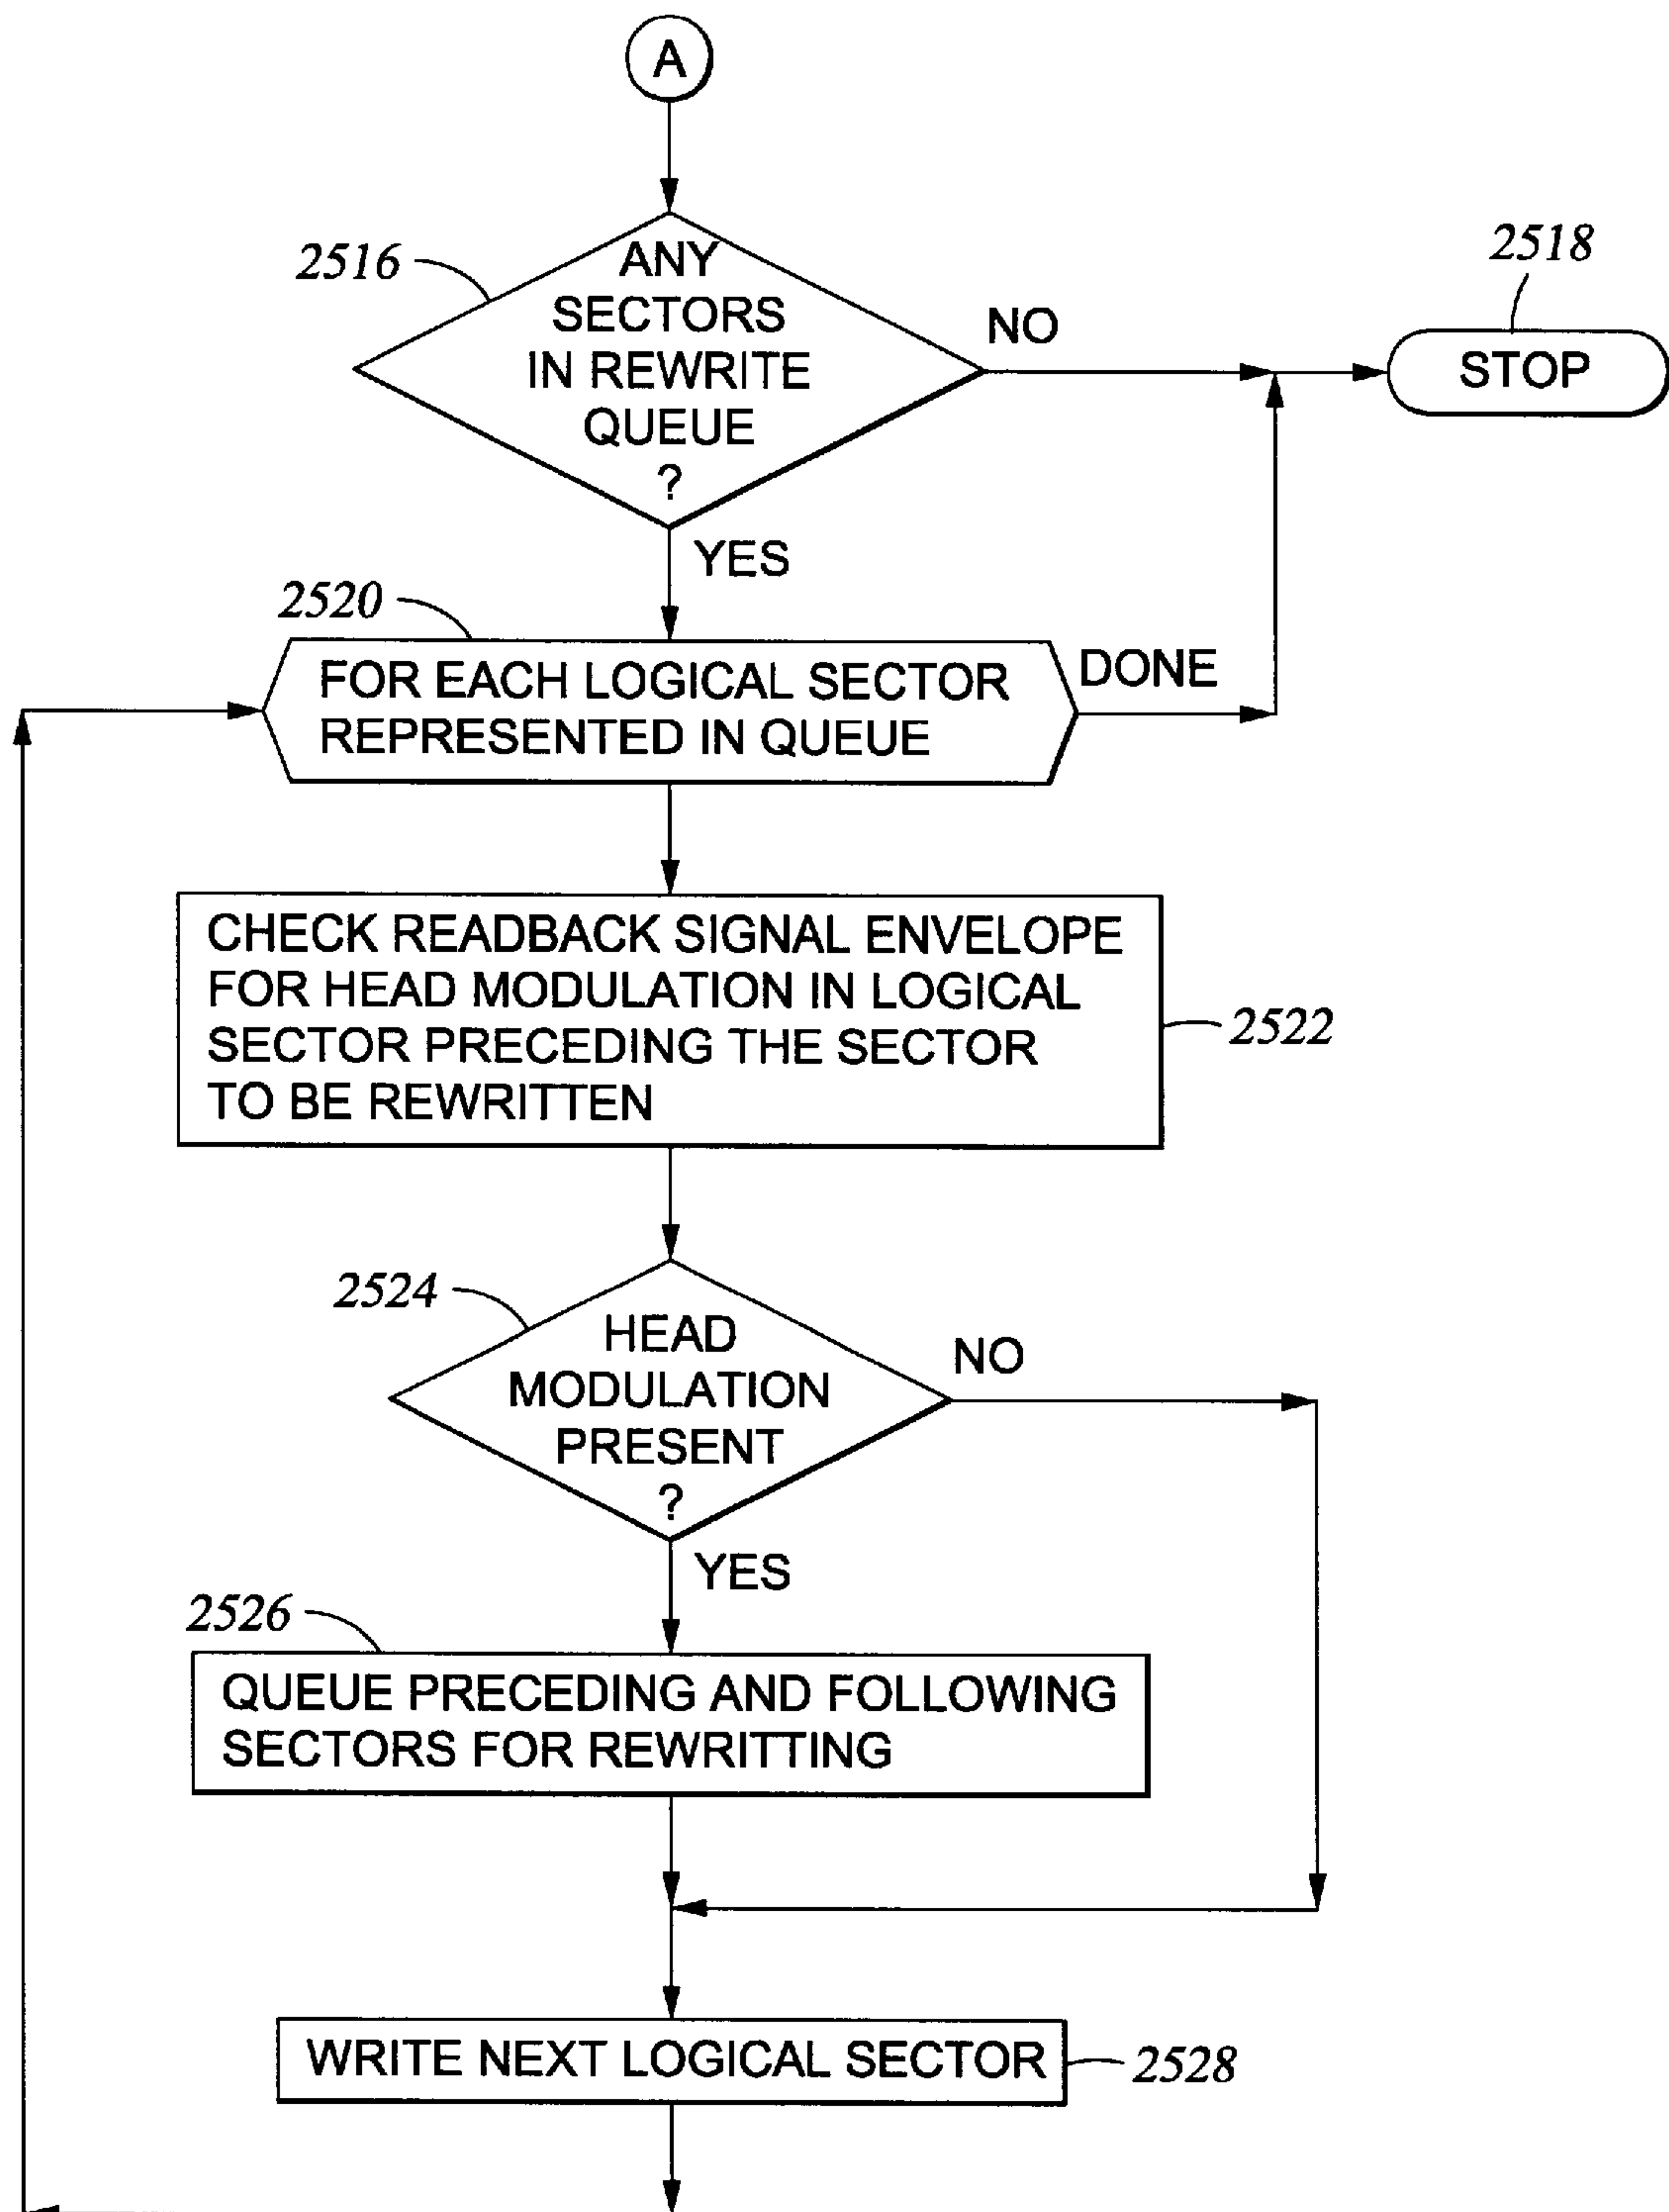 A
2516
ANY
SECTORS
IN REWRITE
QUEUE
?
NO
2518
STOP
YES
2520
FOR EACH LOGICAL SECTOR
REPRESENTED IN QUEUE
DONE
CHECK READBACK SIGNAL ENVELOPE
FOR HEAD MODULATION IN LOGICAL
SECTOR PRECEDING THE SECTOR
TO BE REWRITTEN
2522
2524
HEAD
MODULATION
PRESENT
?
NO
YES
2526
QUEUE PRECEDING AND FOLLOWING
SECTORS FOR REWRITTING
WRITE NEXT LOGICAL SECTOR
2528